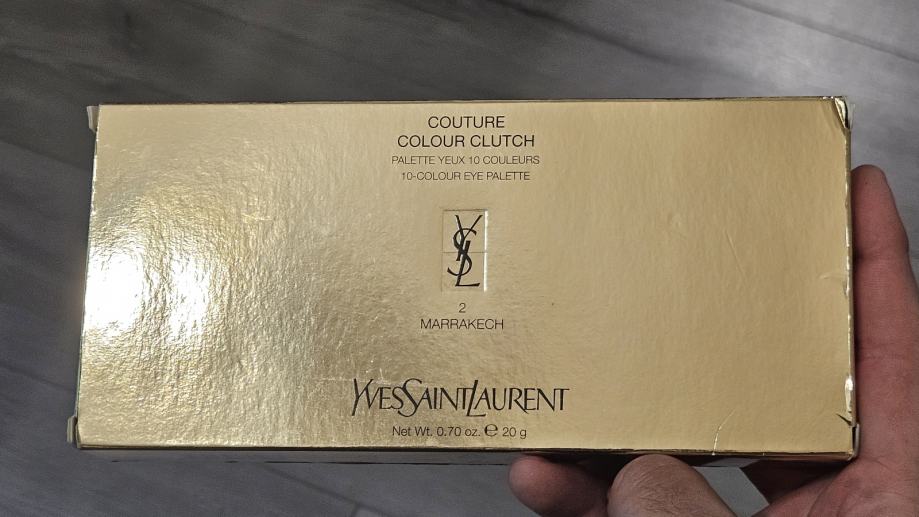 COUTURE
COLOUR CLUTCH
PALETTE YEUX 10 COULEURS
10-COLOUR EYE PALETTE
YSL
2
MARRAKECH
YVESSAINTLAURENT
Net Wt. 0.70 oz. ℮ 20 g